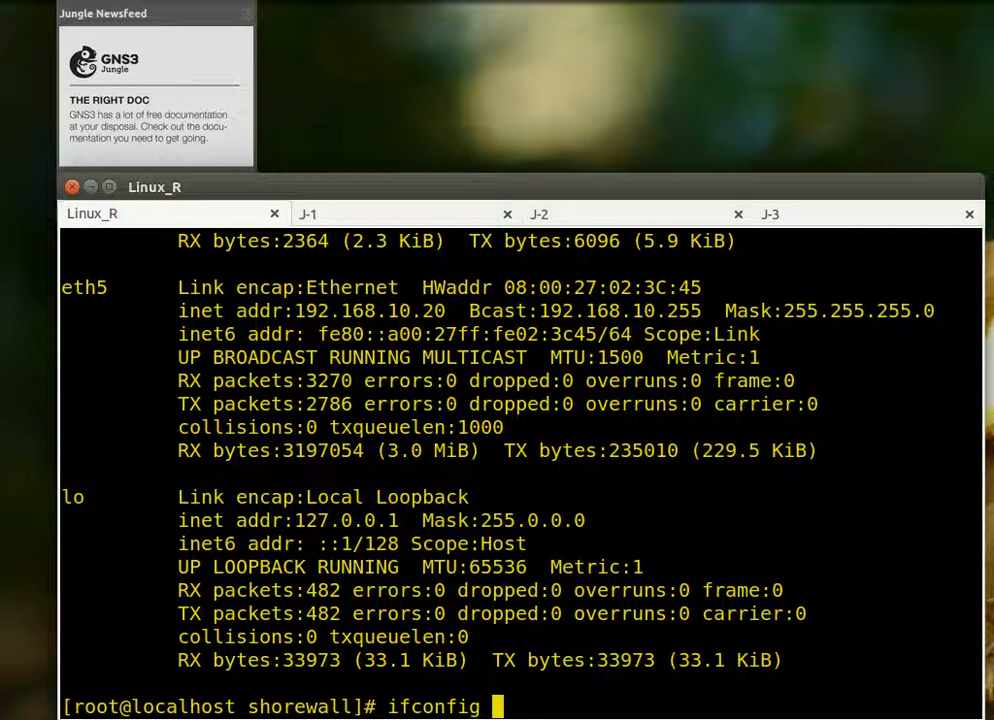 Jungle Newsfeed
GNS3
Jungle
THE RIGHT DOC
GNS3 has a lot of free documentation
at your disposal. Check out the docu-
mentation you need to get going.
Linux_R
Linux_R J-1 J-2 J-3
RX bytes:2364 (2.3 KiB)  TX bytes:6096 (5.9 KiB)
eth5 Link encap:Ethernet  HWaddr 08:00:27:02:3C:45
inet addr:192.168.10.20  Bcast:192.168.10.255  Mask:255.255.255.0
inet6 addr: fe80::a00:27ff:fe02:3c45/64 Scope:Link
UP BROADCAST RUNNING MULTICAST  MTU:1500  Metric:1
RX packets:3270 errors:0 dropped:0 overruns:0 frame:0
TX packets:2786 errors:0 dropped:0 overruns:0 carrier:0
collisions:0 txqueuelen:1000
RX bytes:3197054 (3.0 MiB)  TX bytes:235010 (229.5 KiB)
lo Link encap:Local Loopback
inet addr:127.0.0.1  Mask:255.0.0.0
inet6 addr: ::1/128 Scope:Host
UP LOOPBACK RUNNING  MTU:65536  Metric:1
RX packets:482 errors:0 dropped:0 overruns:0 frame:0
TX packets:482 errors:0 dropped:0 overruns:0 carrier:0
collisions:0 txqueuelen:0
RX bytes:33973 (33.1 KiB)  TX bytes:33973 (33.1 KiB)
[root@localhost shorewall]# ifconfig